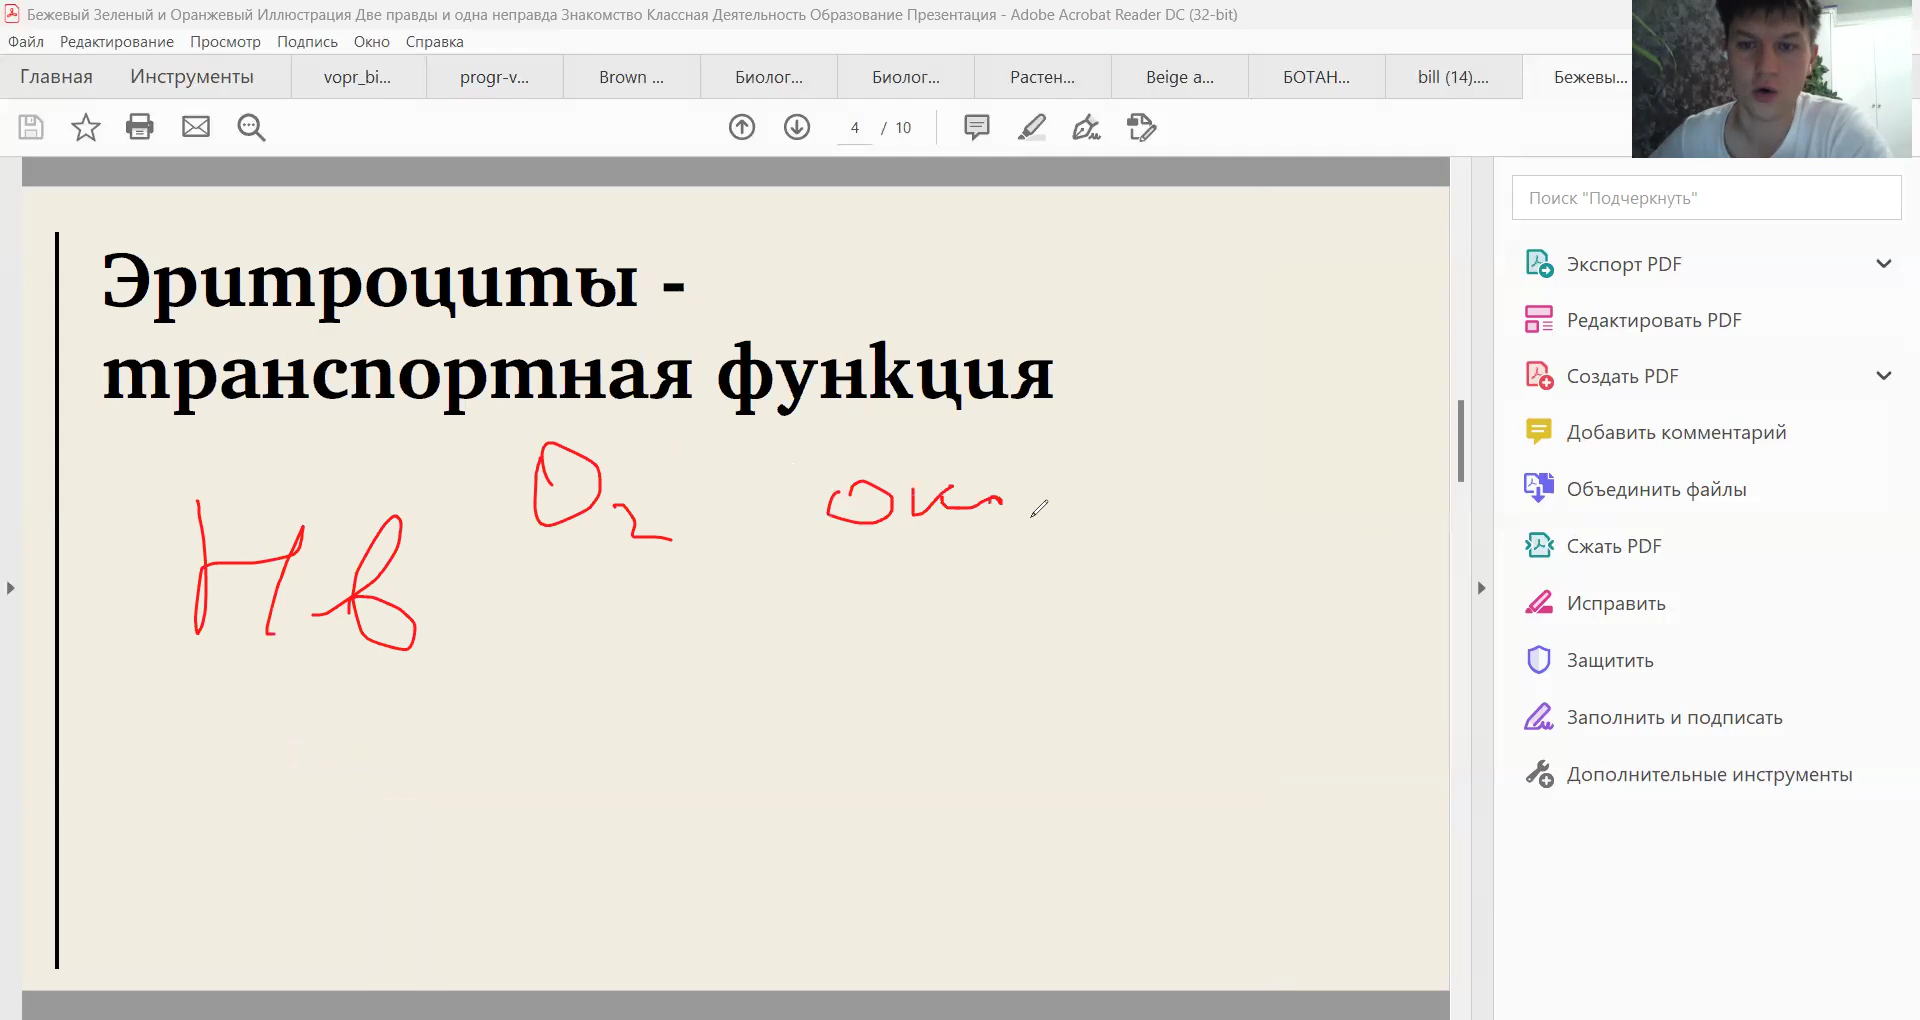 Бежевый Зеленый и Оранжевый Иллюстрация Две правды и одна неправда Знакомство Классная Деятельность Образование Презентация - Adobe Acrobat Reader DC (32-bit)
Файл Редактирование Просмотр Подпись Окно Справка
Главная Инструменты vopr_bi... progr-v... Brown ... Биолог... Биолог... Растен... Beige a... БОТАН... bill (14).... Бежевы...
4 / 10
Поиск "Подчеркнуть"
Эритроциты -
транспортная функция
O2 ок
Нв
Экспорт PDF
Редактировать PDF
Создать PDF
Добавить комментарий
Объединить файлы
Сжать PDF
Исправить
Защитить
Заполнить и подписать
Дополнительные инструменты